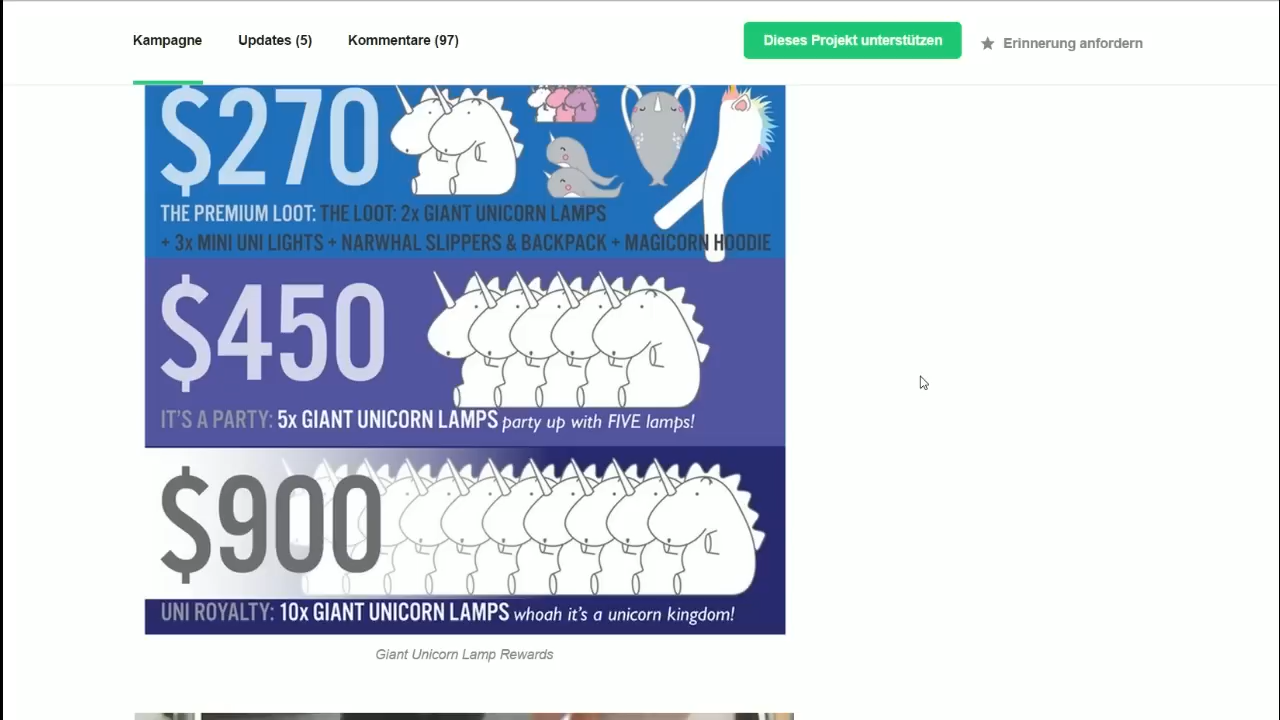 Kampagne
Updates (5)
Kommentare (97)
Dieses Projekt unterstützen
Erinnerung anfordern
$270
THE PREMIUM LOOT: THE LOOT: 2x GIANT UNICORN LAMPS
+ 3x MINI UNI LIGHTS + NARWHAL SLIPPERS & BACKPACK + MAGICORN HOODIE
$450
IT'S A PARTY: 5x GIANT UNICORN LAMPS party up with FIVE lamps!
$900
UNI ROYALTY: 10x GIANT UNICORN LAMPS whoah it's a unicorn kingdom!
Giant Unicorn Lamp Rewards